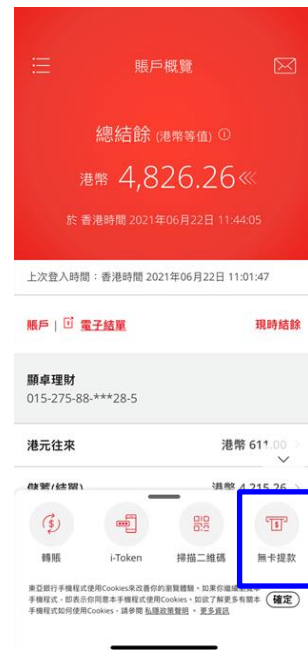 賬戶概覽
總結餘 (港幣等值)
港幣 4,826.26
於 香港時間 2021年06月22日 11:44:05
上次登入時間：香港時間 2021年06月22日 11:01:47
賬戶 | 電子結單 現時結餘
顯卓理財
015-275-88-***28-5
港元往來 港幣 611.00
儲蓄(結單) 港幣 4,215.26
轉賬 i-Token 掃描二維碼 無卡提款
東亞銀行手機程式使用Cookies來改善你的瀏覽體驗。如果你繼續
手機程式，即表示你同意本手機程式使用Cookies。如欲了解更多有關本
手機程式如何使用Cookies，請參閱 私隱政策聲明 。 更多資訊
確定